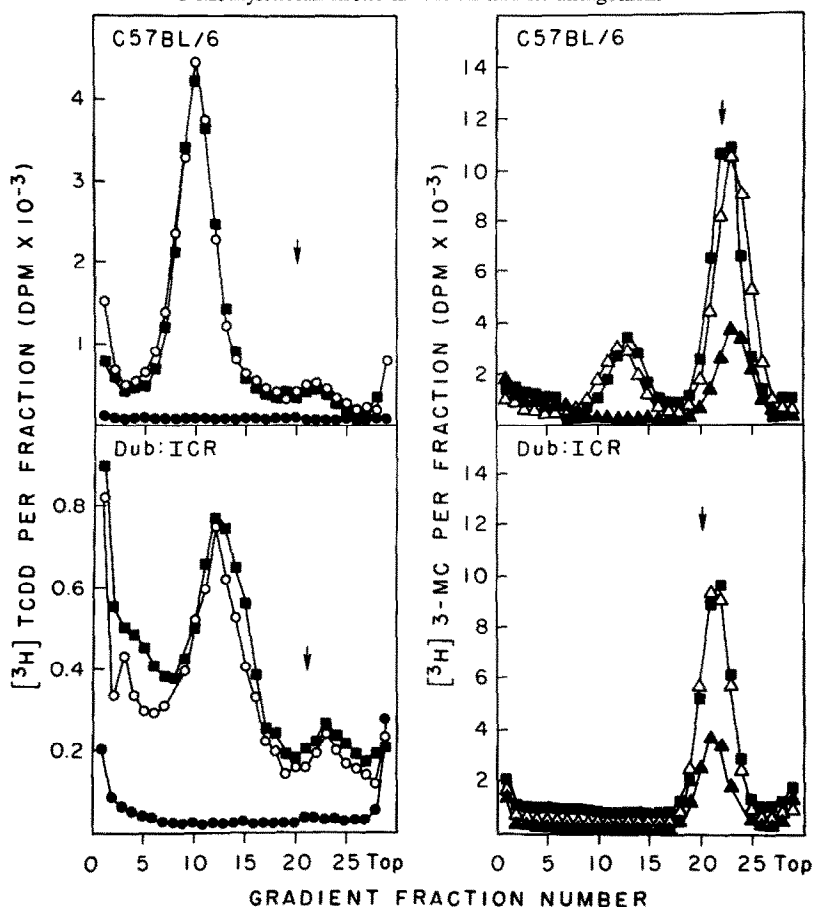 C57BL/6
C57BL/6
[³H] TCDD PER FRACTION (DPM X 10⁻³)
4
3
2
1
[³H] 3-MC PER FRACTION (DPM X 10⁻³)
14
12
10
8
6
4
2
Dub:ICR
Dub:ICR
0.8
0.6
0.4
0.2
14
12
10
8
6
4
2
0 5 10 15 20 25 Top
0 5 10 15 20 25 Top
GRADIENT FRACTION NUMBER